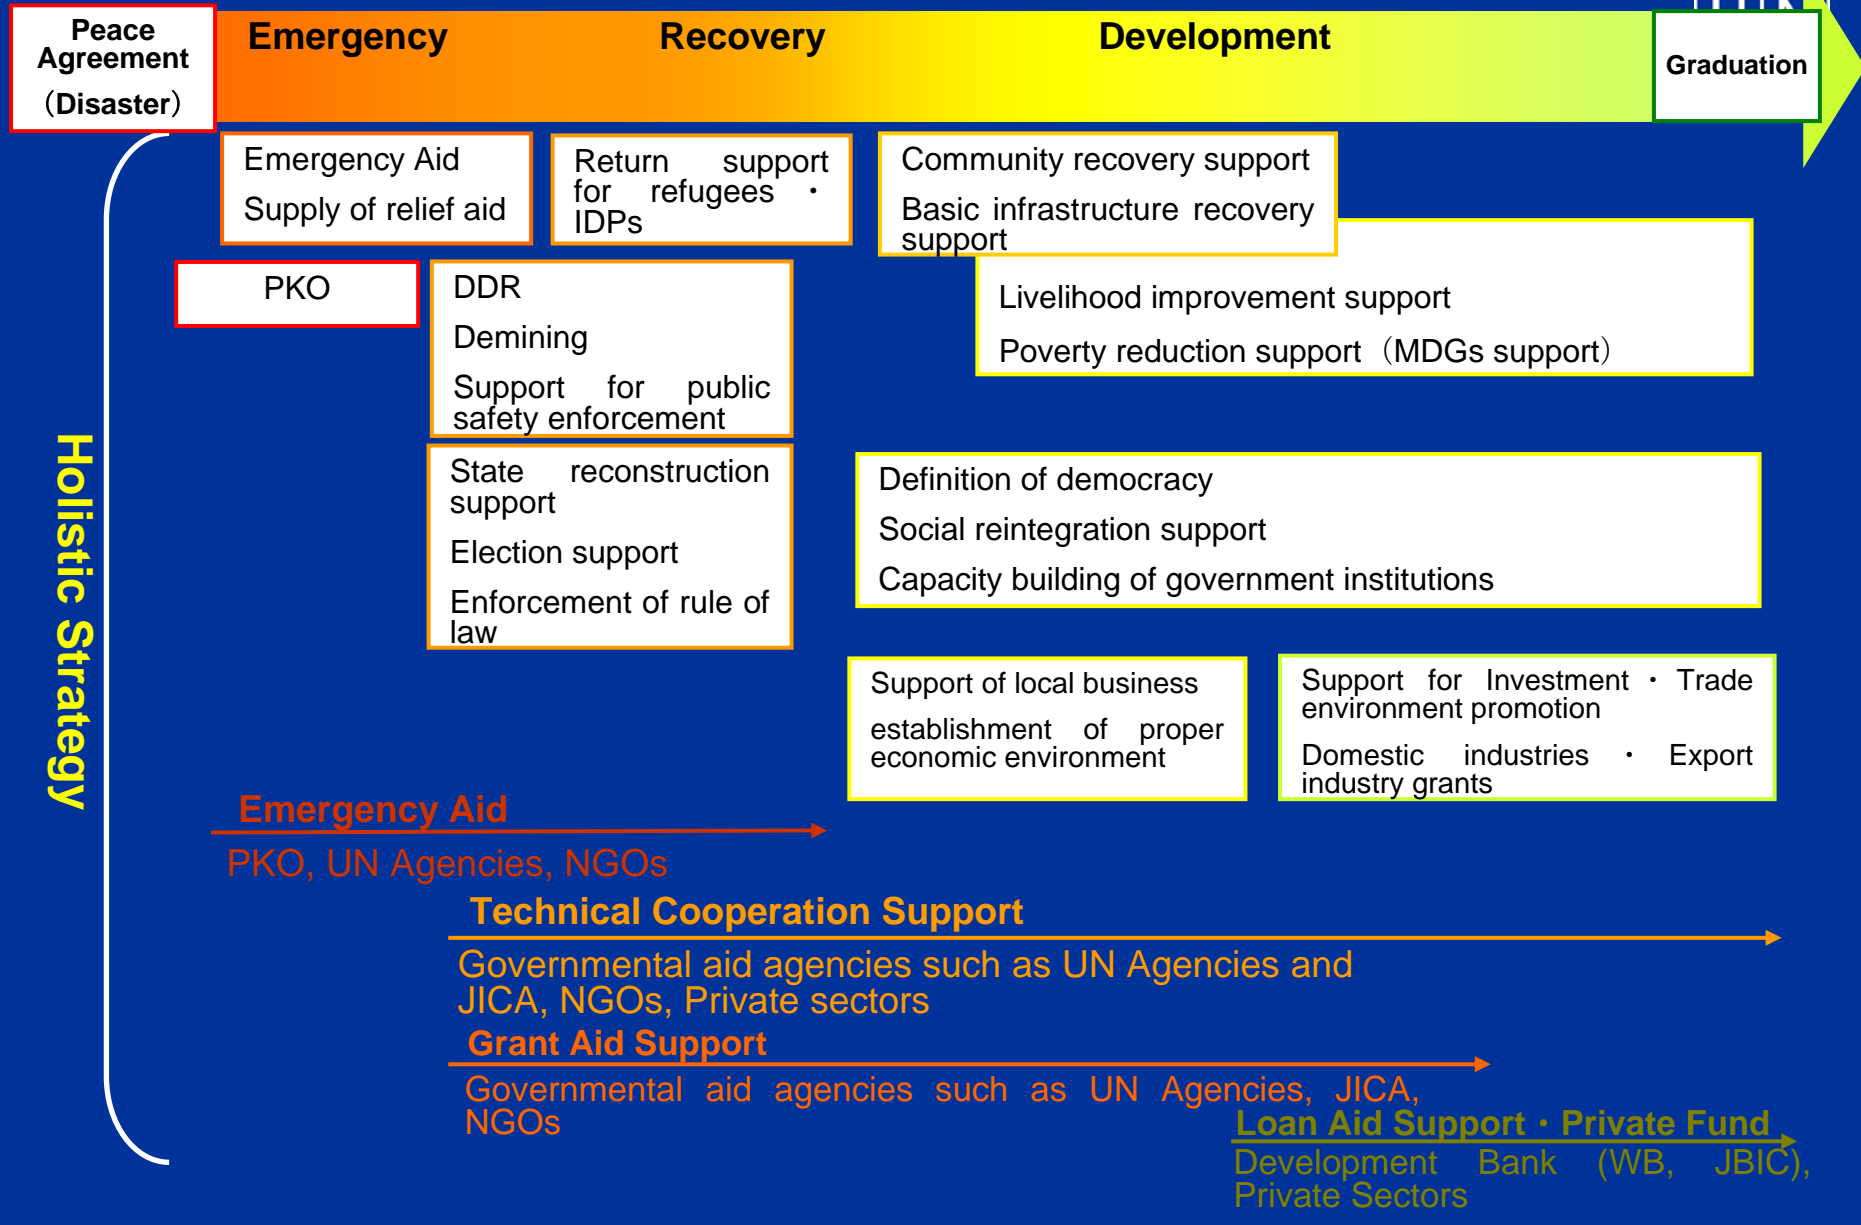 Peace
Agreement
（Disaster）
Emergency
Recovery
Development
Graduation
Emergency Aid
Supply of relief aid
Return support
for refugees ・
IDPs
Community recovery support
Basic infrastructure recovery
support
PKO
DDR
Demining
Support for public
safety enforcement
Livelihood improvement support
Poverty reduction support（MDGs support）
State reconstruction
support
Election support
Enforcement of rule of
law
Definition of democracy
Social reintegration support
Capacity building of government institutions
Holistic Strategy
Support of local business
establishment of proper
economic environment
Support for Investment ・ Trade
environment promotion
Domestic industries ・ Export
industry grants
Emergency Aid
PKO, UN Agencies, NGOs
Technical Cooperation Support
Governmental aid agencies such as UN Agencies and
JICA, NGOs, Private sectors
Grant Aid Support
Governmental aid agencies such as UN Agencies, JICA,
NGOs
Loan Aid Support・Private Fund
Development Bank (WB, JBIC),
Private Sectors